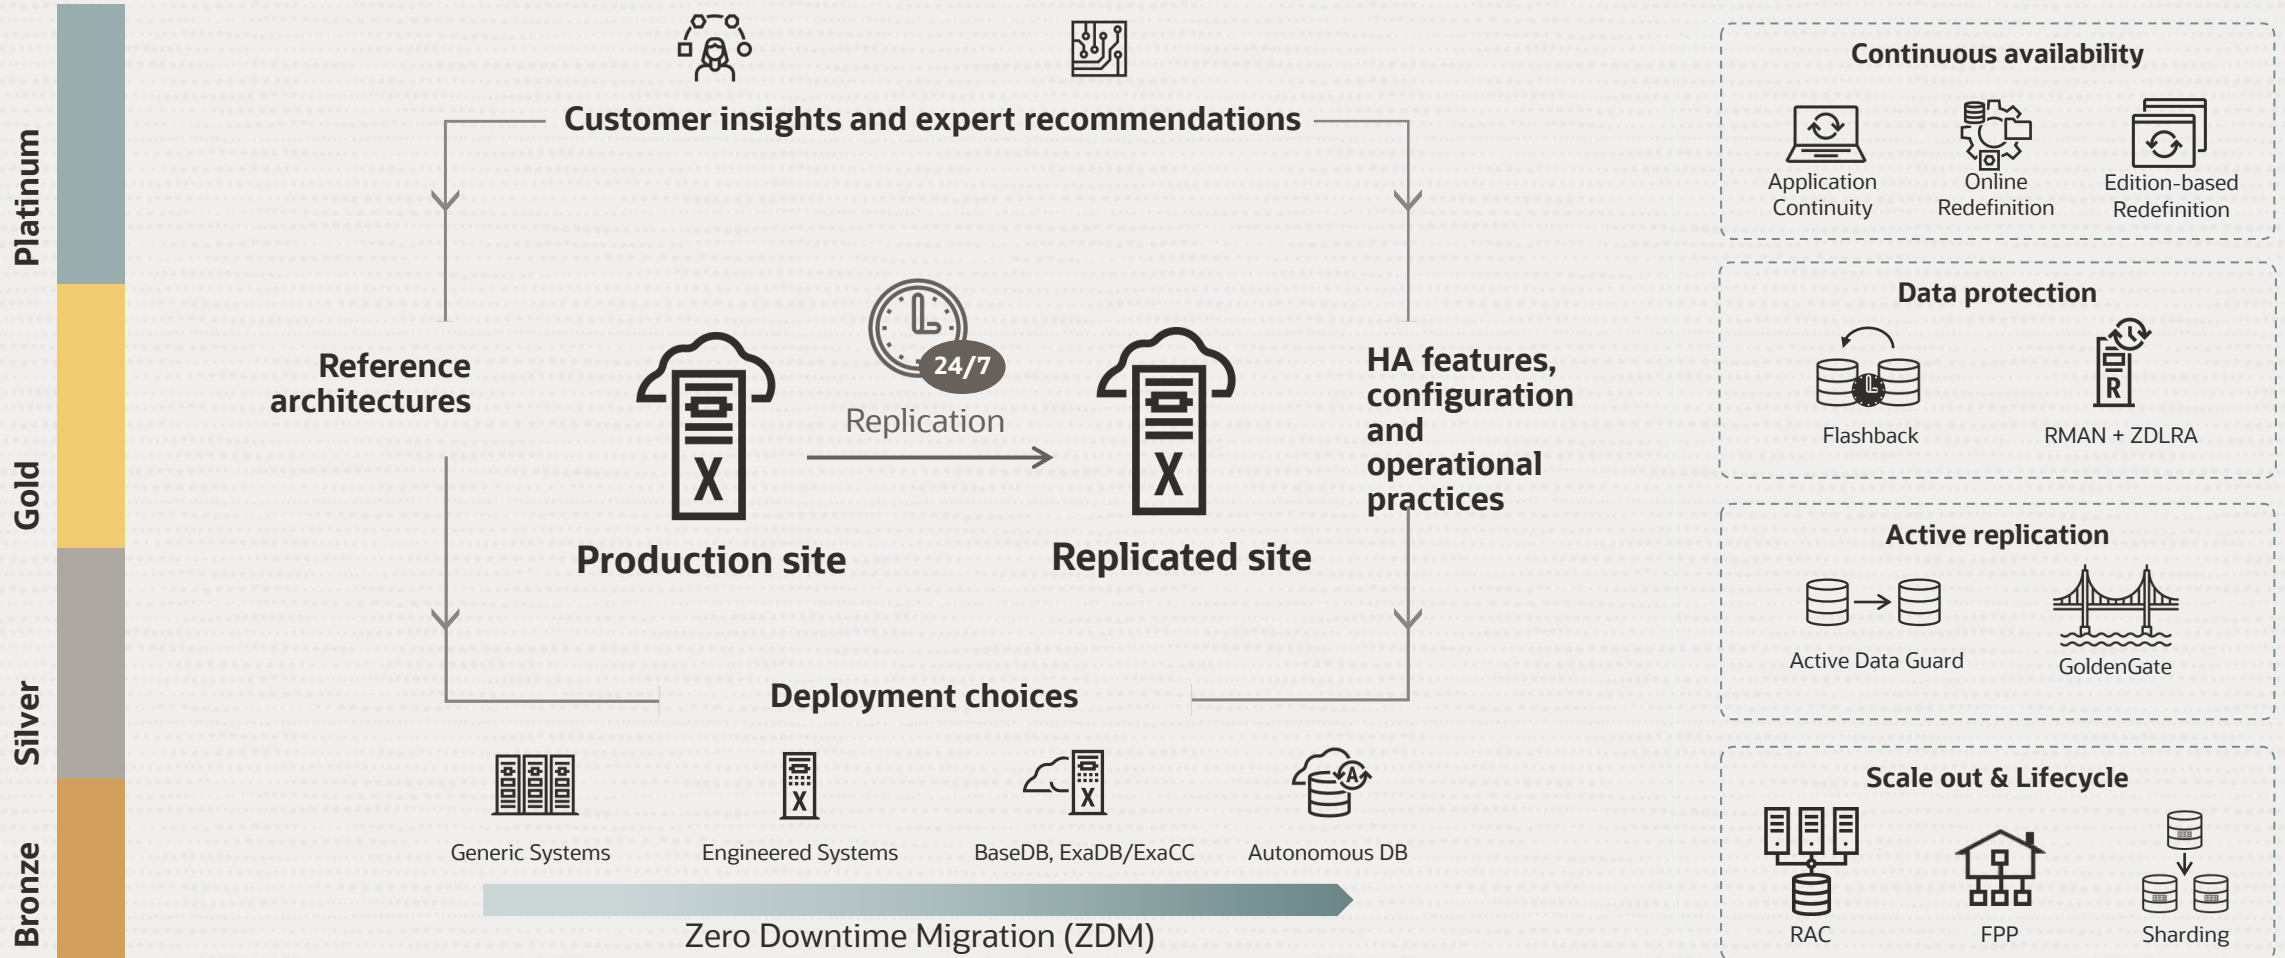 Platinum
Gold
Silver
Bronze
Customer insights and expert recommendations
Reference
architectures
24/7
Replication
X
Production site
X
Replicated site
HA features,
configuration
and
operational
practices
Deployment choices
X
X
A
Generic Systems
Engineered Systems
BaseDB, ExaDB/ExaCC
Autonomous DB
Zero Downtime Migration (ZDM)
Continuous availability
Application
Continuity
Online
Redefinition
Edition-based
Redefinition
Data protection
R
Flashback
RMAN + ZDLRA
Active replication
Active Data Guard
GoldenGate
Scale out & Lifecycle
RAC
FPP
Sharding